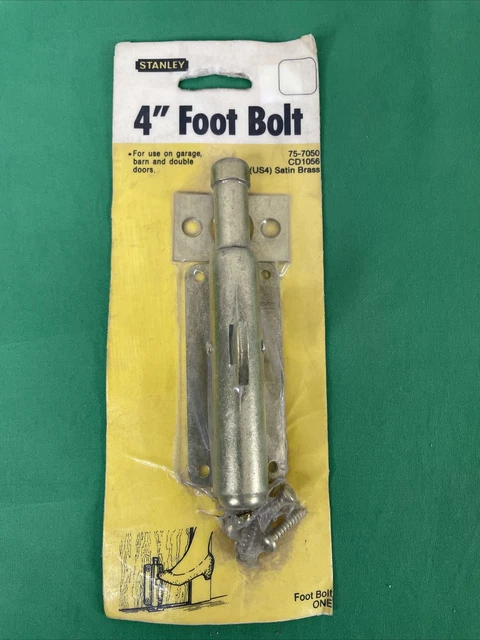 STANLEY
4" Foot Bolt
•For use on garage,
barn and double
doors.
75-7050
CD1056
(US4) Satin Brass
Foot Bolt
ONE